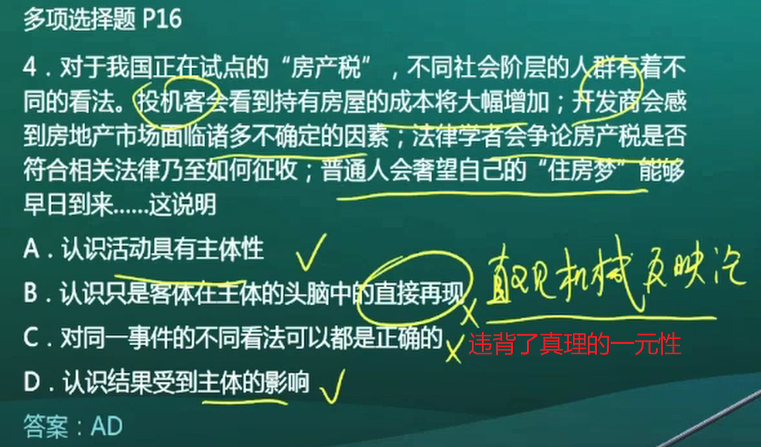 多项选择题 P16
4．对于我国正在试点的“房产税”，不同社会阶层的人群有着不
同的看法。投机客会看到持有房屋的成本将大幅增加；开发商会感
到房地产市场面临诸多不确定的因素；法律学者会争论房产税是否
符合相关法律乃至如何征收；普通人会奢望自己的“住房梦”能够
早日到来......这说明
A．认识活动具有主体性
B．认识只是客体在主体的头脑中的直接再现
直观机械反映论
C．对同一事件的不同看法可以都是正确的
违背了真理的一元性
D．认识结果受到主体的影响
答案：AD